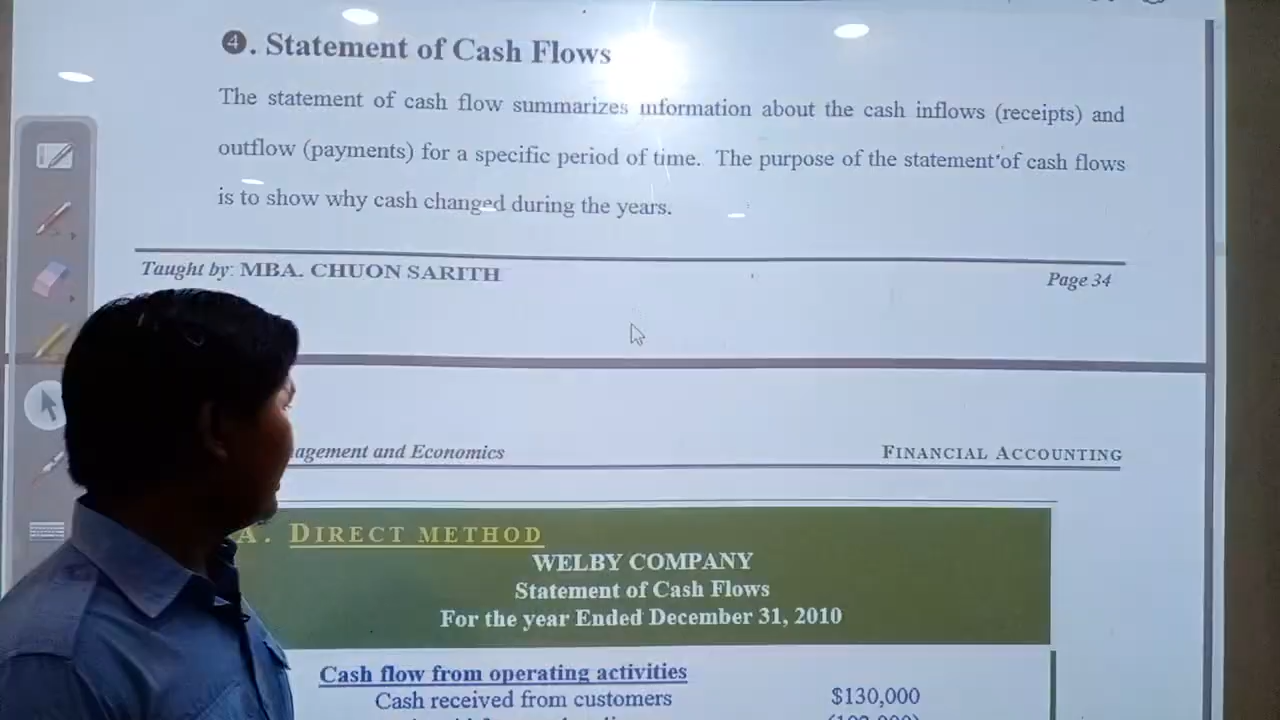 ❹. Statement of Cash Flows
The statement of cash flow summarizes information about the cash inflows (receipts) and
outflow (payments) for a specific period of time. The purpose of the statement of cash flows
is to show why cash changed during the years.
Taught by: MBA. CHUON SARITH
Page 34
agement and Economics
FINANCIAL ACCOUNTING
A. DIRECT METHOD
WELBY COMPANY
Statement of Cash Flows
For the year Ended December 31, 2010
Cash flow from operating activities
Cash received from customers $130,000